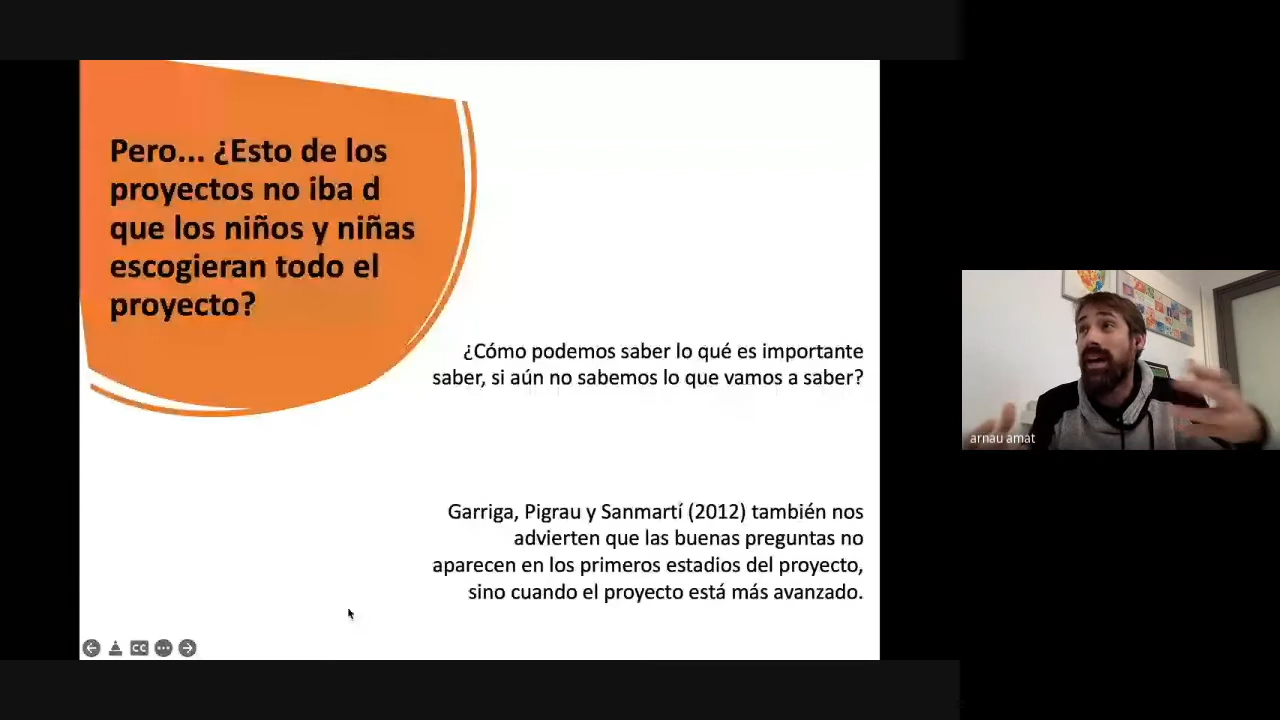 Pero... ¿Esto de los
proyectos no iba d
que los niños y niñas
escogieran todo el
proyecto?
¿Cómo podemos saber lo qué es importante
saber, si aún no sabemos lo que vamos a saber?
Garriga, Pigrau y Sanmartí (2012) también nos
advierten que las buenas preguntas no
aparecen en los primeros estadios del proyecto,
sino cuando el proyecto está más avanzado.
CC
arnau amat